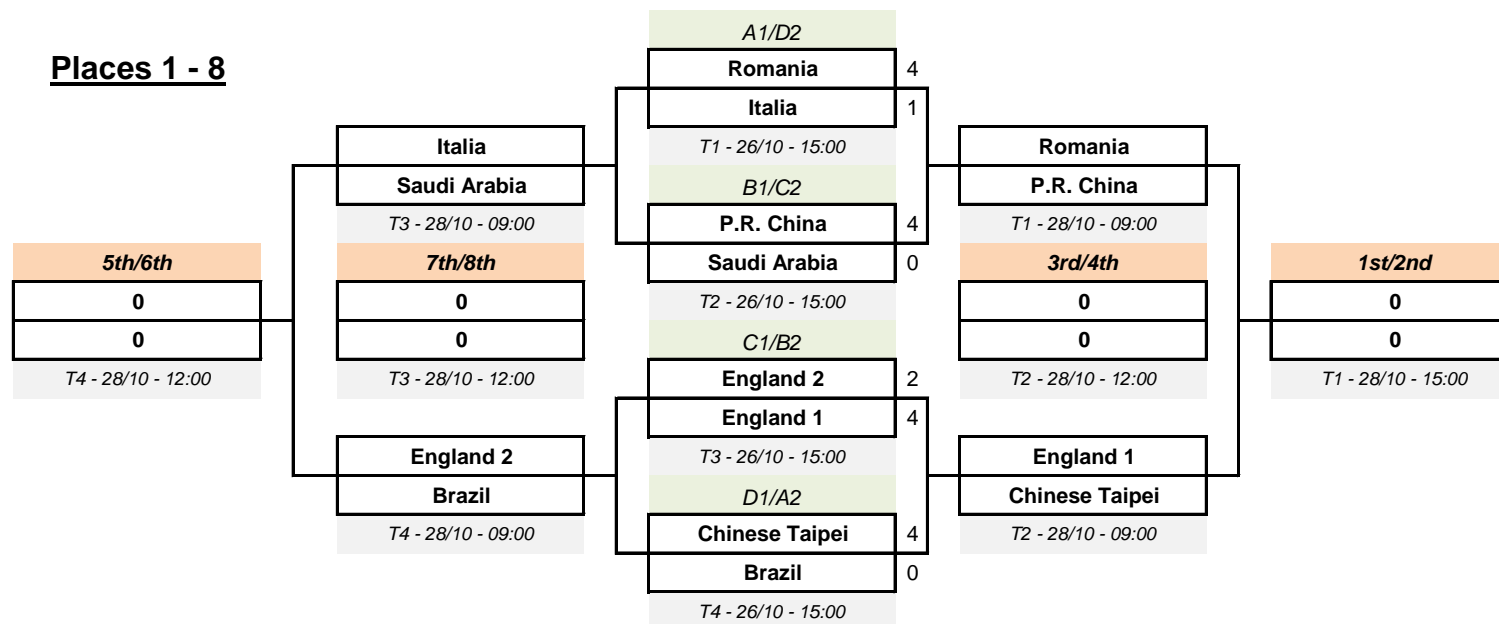 Places 1 - 8
A1/D2
Romania 4
Italia 1
T1 - 26/10 - 15:00
B1/C2
P.R. China 4
Saudi Arabia 0
T2 - 26/10 - 15:00
C1/B2
England 2 2
England 1 4
T3 - 26/10 - 15:00
D1/A2
Chinese Taipei 4
Brazil 0
T4 - 26/10 - 15:00
Italia
Saudi Arabia
T3 - 28/10 - 09:00
7th/8th
0
0
T3 - 28/10 - 12:00
England 2
Brazil
T4 - 28/10 - 09:00
5th/6th
0
0
T4 - 28/10 - 12:00
Romania
P.R. China
T1 - 28/10 - 09:00
3rd/4th
0
0
T2 - 28/10 - 12:00
England 1
Chinese Taipei
T2 - 28/10 - 09:00
1st/2nd
0
0
T1 - 28/10 - 15:00